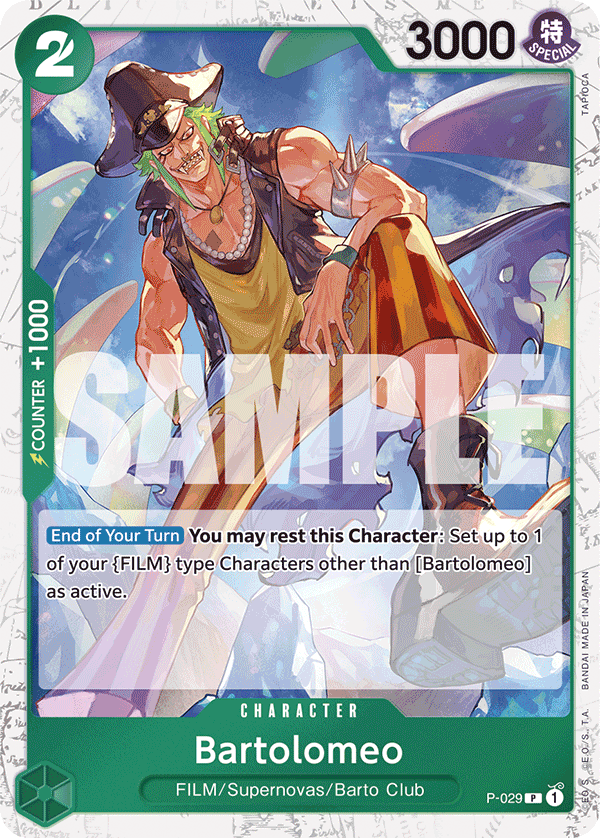 2
3000
特
SPECIAL
TAPIOCA
COUNTER +1000
SAMPLE
End of Your Turn You may rest this Character: Set up to 1
of your {FILM} type Characters other than [Bartolomeo]
as active.
BANDAI MADE IN JAPAN
©E.O./S. ©E.O./S., T.A.
CHARACTER
Bartolomeo
FILM/Supernovas/Barto Club
P-029 P 1